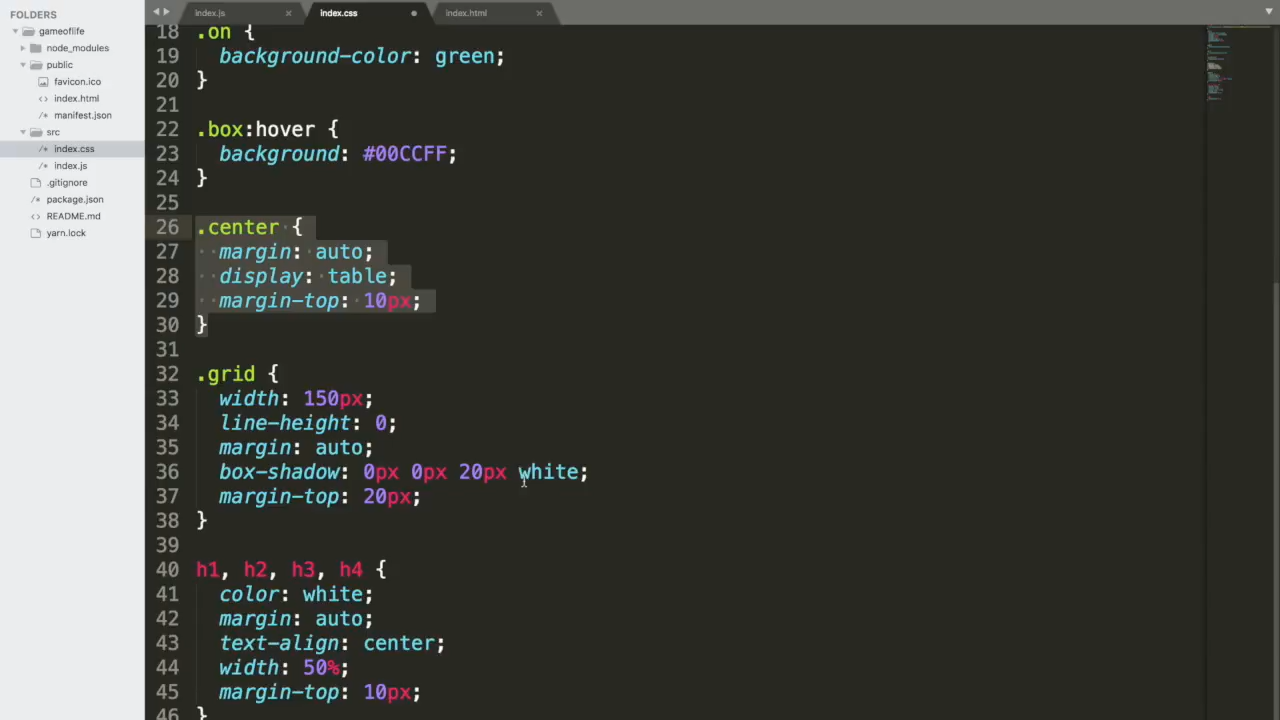 FOLDERS
gameoflife
node_modules
public
favicon.ico
<> index.html
/* manifest.json
src
/* index.css
/* index.js
.gitignore
/* package.json
<> README.md
yarn.lock
index.js
index.css
index.html
18 .on {
19 background-color: green;
20 }
21
22 .box:hover {
23 background: #00CCFF;
24 }
25
26 .center {
27 margin: auto;
28 display: table;
29 margin-top: 10px;
30 }
31
32 .grid {
33 width: 150px;
34 line-height: 0;
35 margin: auto;
36 box-shadow: 0px 0px 20px white;
37 margin-top: 20px;
38 }
39
40 h1, h2, h3, h4 {
41 color: white;
42 margin: auto;
43 text-align: center;
44 width: 50%;
45 margin-top: 10px;
46 }